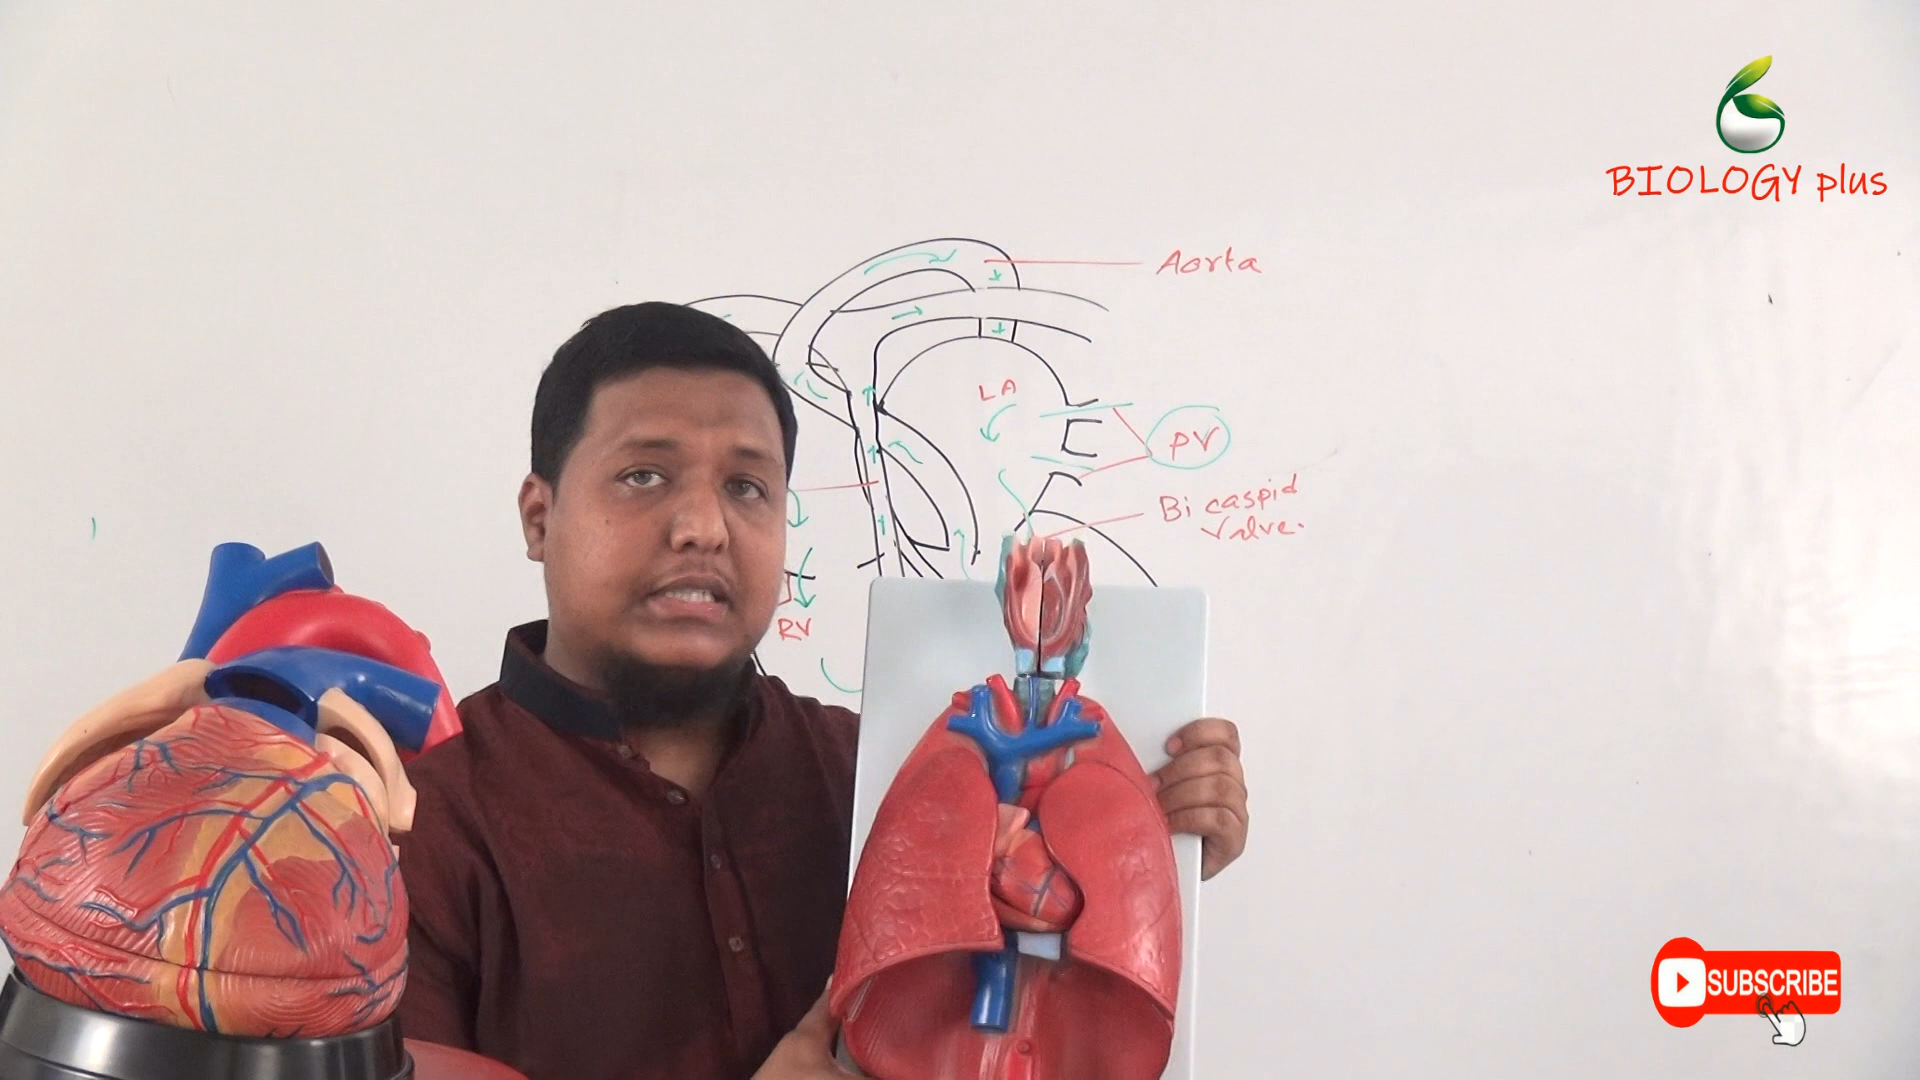 BIOLOGY plus
Aorta
LA
PV
Bi caspid
Valve.
RV
SUBSCRIBE